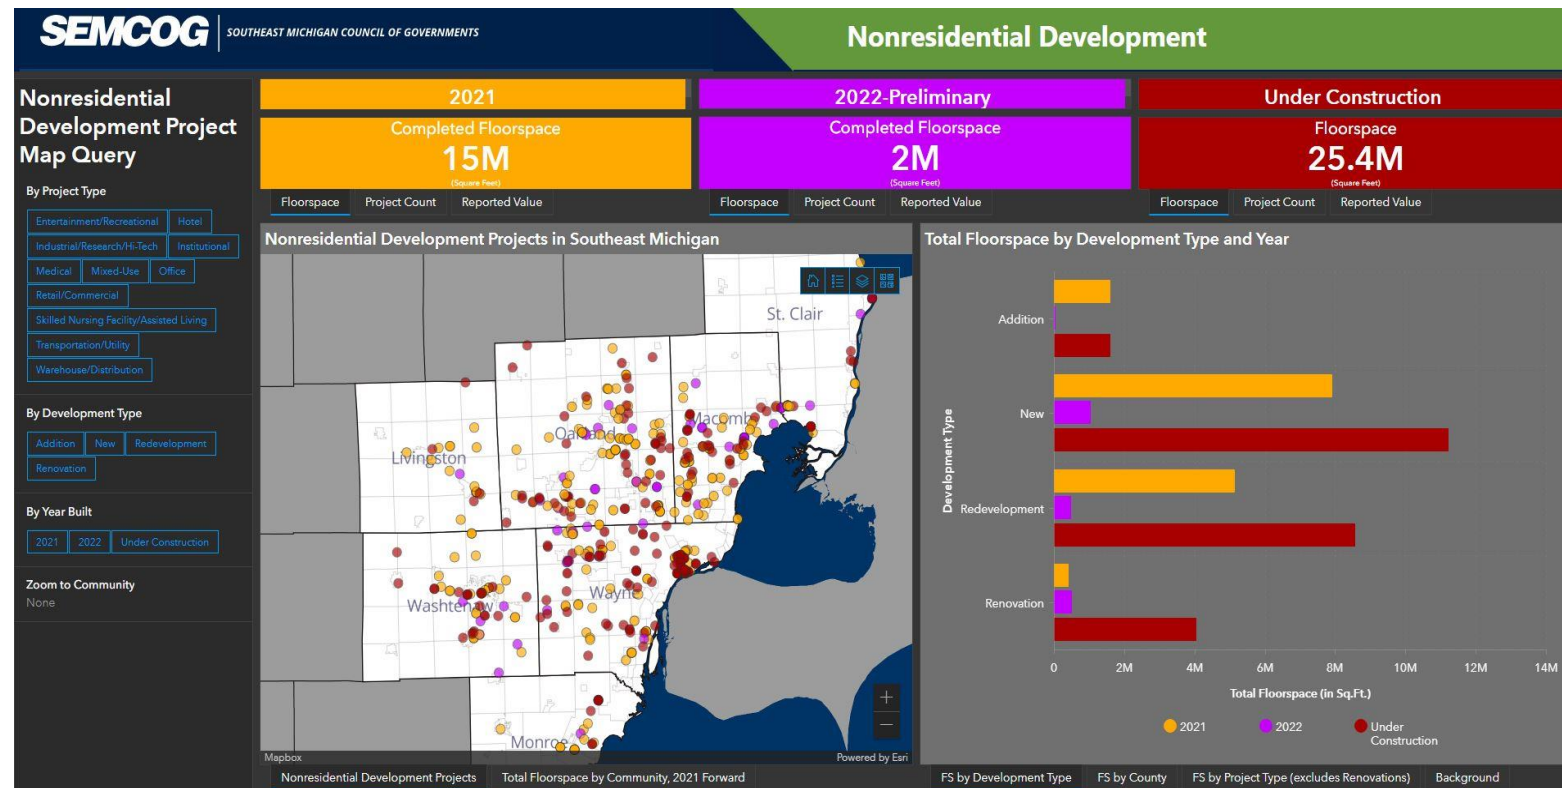 SEMCOG
SOUTHEAST MICHIGAN COUNCIL OF GOVERNMENTS
Nonresidential Development
Nonresidential
Development Project
Map Query
By Project Type
Entertainment/Recreational
Hotel
Industrial/Research/Hi-Tech
Institutional
Medical
Mixed-Use
Office
Retail/Commercial
Skilled Nursing Facility/Assisted Living
Transportation/Utility
Warehouse/Distribution
By Development Type
Addition
New
Redevelopment
Renovation
By Year Built
2021
2022
Under Construction
Zoom to Community
None
2021
Completed Floorspace
15M
(Square Feet)
Floorspace
Project Count
Reported Value
2022-Preliminary
Completed Floorspace
2M
(Square Feet)
Floorspace
Project Count
Reported Value
Under Construction
Floorspace
25.4M
(Square Feet)
Floorspace
Project Count
Reported Value
Nonresidential Development Projects in Southeast Michigan
St. Clair
Macomb
Oakland
Livingston
Washtenaw
Wayne
Monroe
+
−
Mapbox
Powered by Esri
Nonresidential Development Projects
Total Floorspace by Community, 2021 Forward
Total Floorspace by Development Type and Year
Development Type
Addition
New
Redevelopment
Renovation
0
2M
4M
6M
8M
10M
12M
14M
Total Floorspace (in Sq.Ft.)
2021
2022
Under
Construction
FS by Development Type
FS by County
FS by Project Type (excludes Renovations)
Background